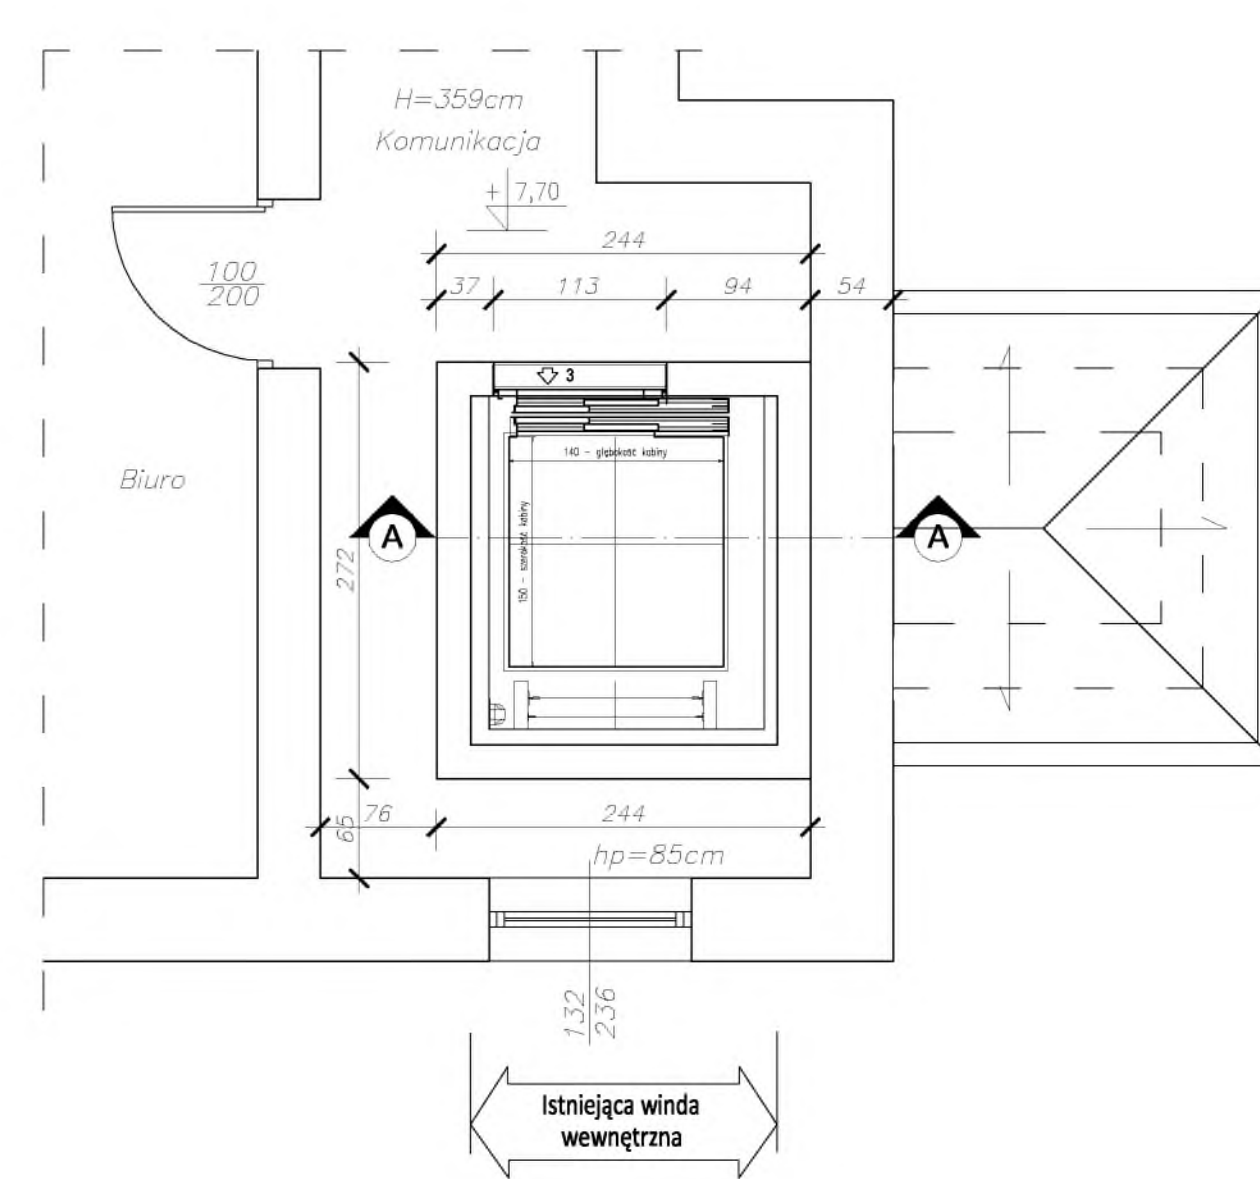 H=359cm
Komunikacja
+ 7,70
244
37 113 94 54
100
200
3
140 - głębokość kabiny
Biuro
A A
150 - szerokość kabiny
272
76 244
65
hp=85cm
132
236
Istniejąca winda
wewnętrzna